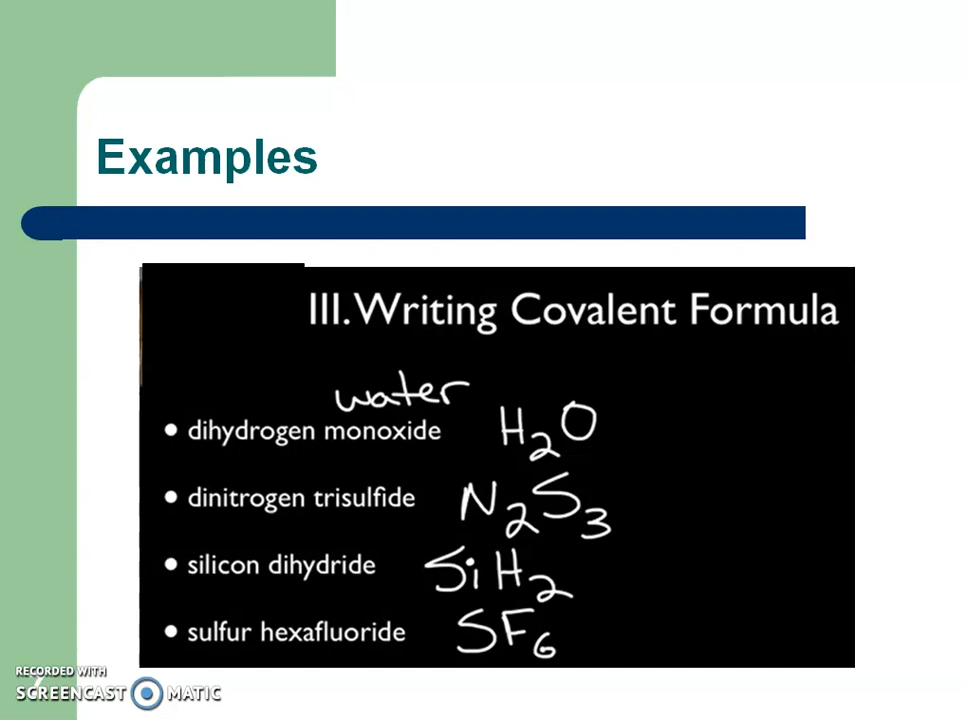 Examples
III. Writing Covalent Formula
water
• dihydrogen monoxide H2O
• dinitrogen trisulfide N2S3
• silicon dihydride SiH2
• sulfur hexafluoride SF6
RECORDED WITH
SCREENCAST MATIC